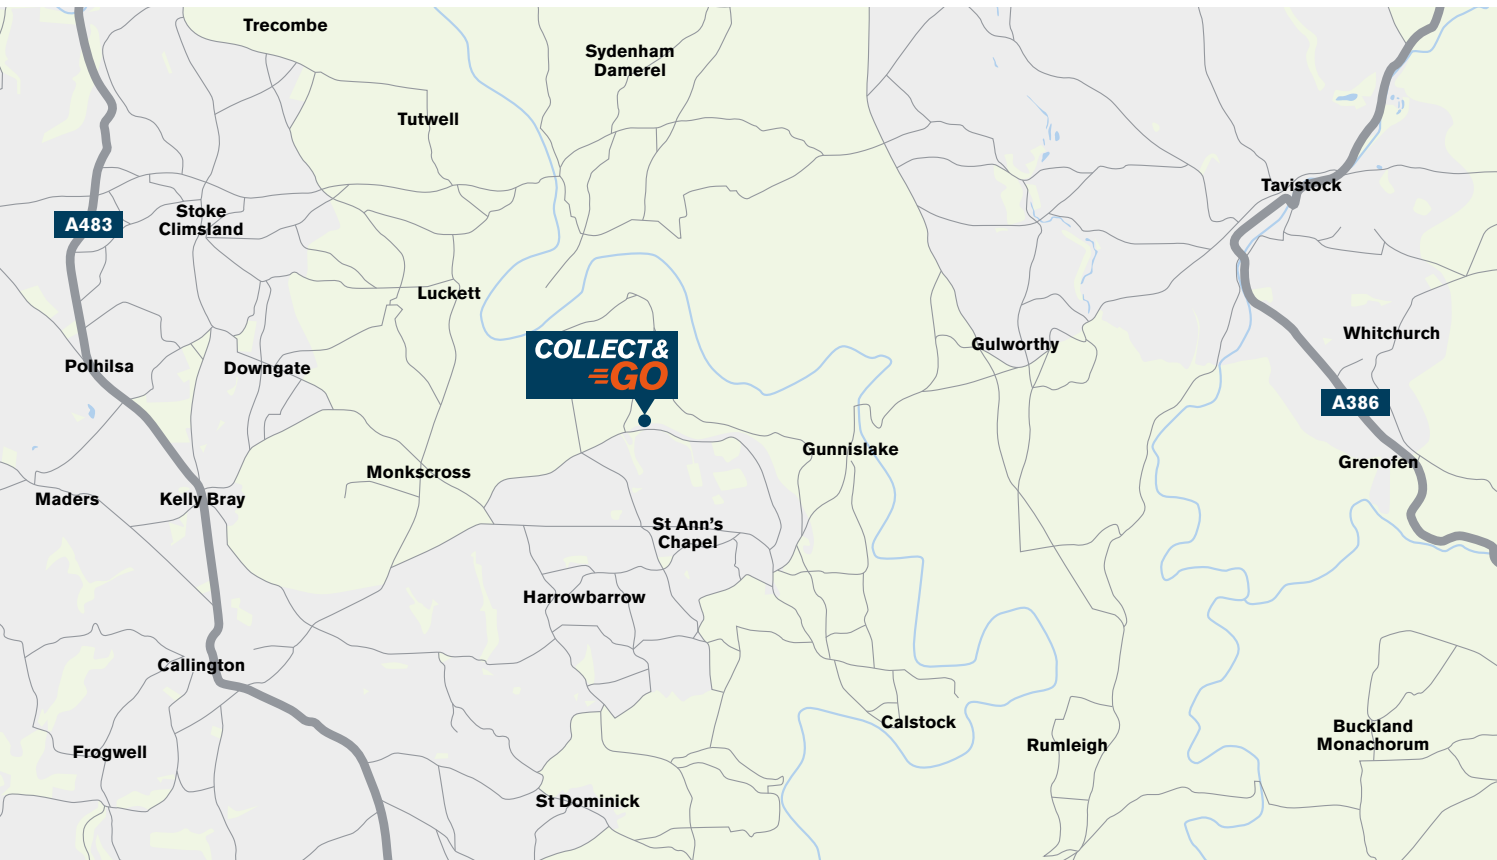 Trecombe
Sydenham
Damerel
Tutwell
Tavistock
A483
Stoke
Climsland
Luckett
Whitchurch
Gulworthy
COLLECT&
GO
Polhilsa
Downgate
A386
Gunnislake
Grenofen
Monkscross
Maders
Kelly Bray
St Ann's
Chapel
Harrowbarrow
Callington
Calstock
Buckland
Monachorum
Rumleigh
Frogwell
St Dominick